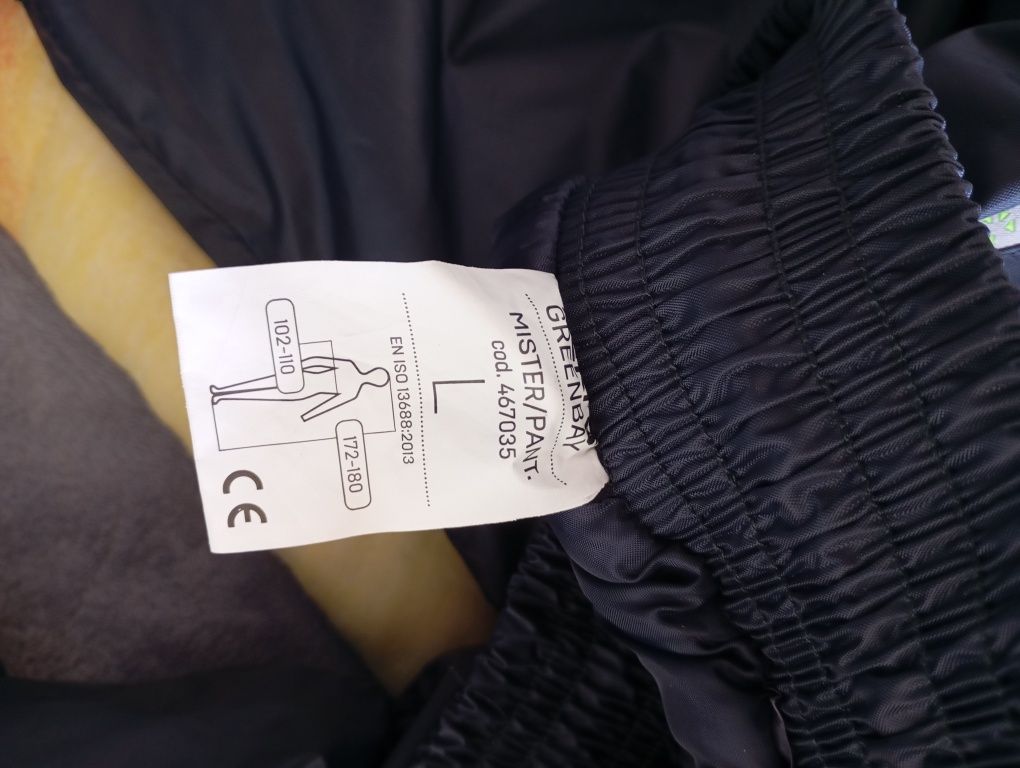 GREENBAY
MISTER/PANT.
cod. 467035
L
EN ISO 13688:2013
172-180
102-110
CE